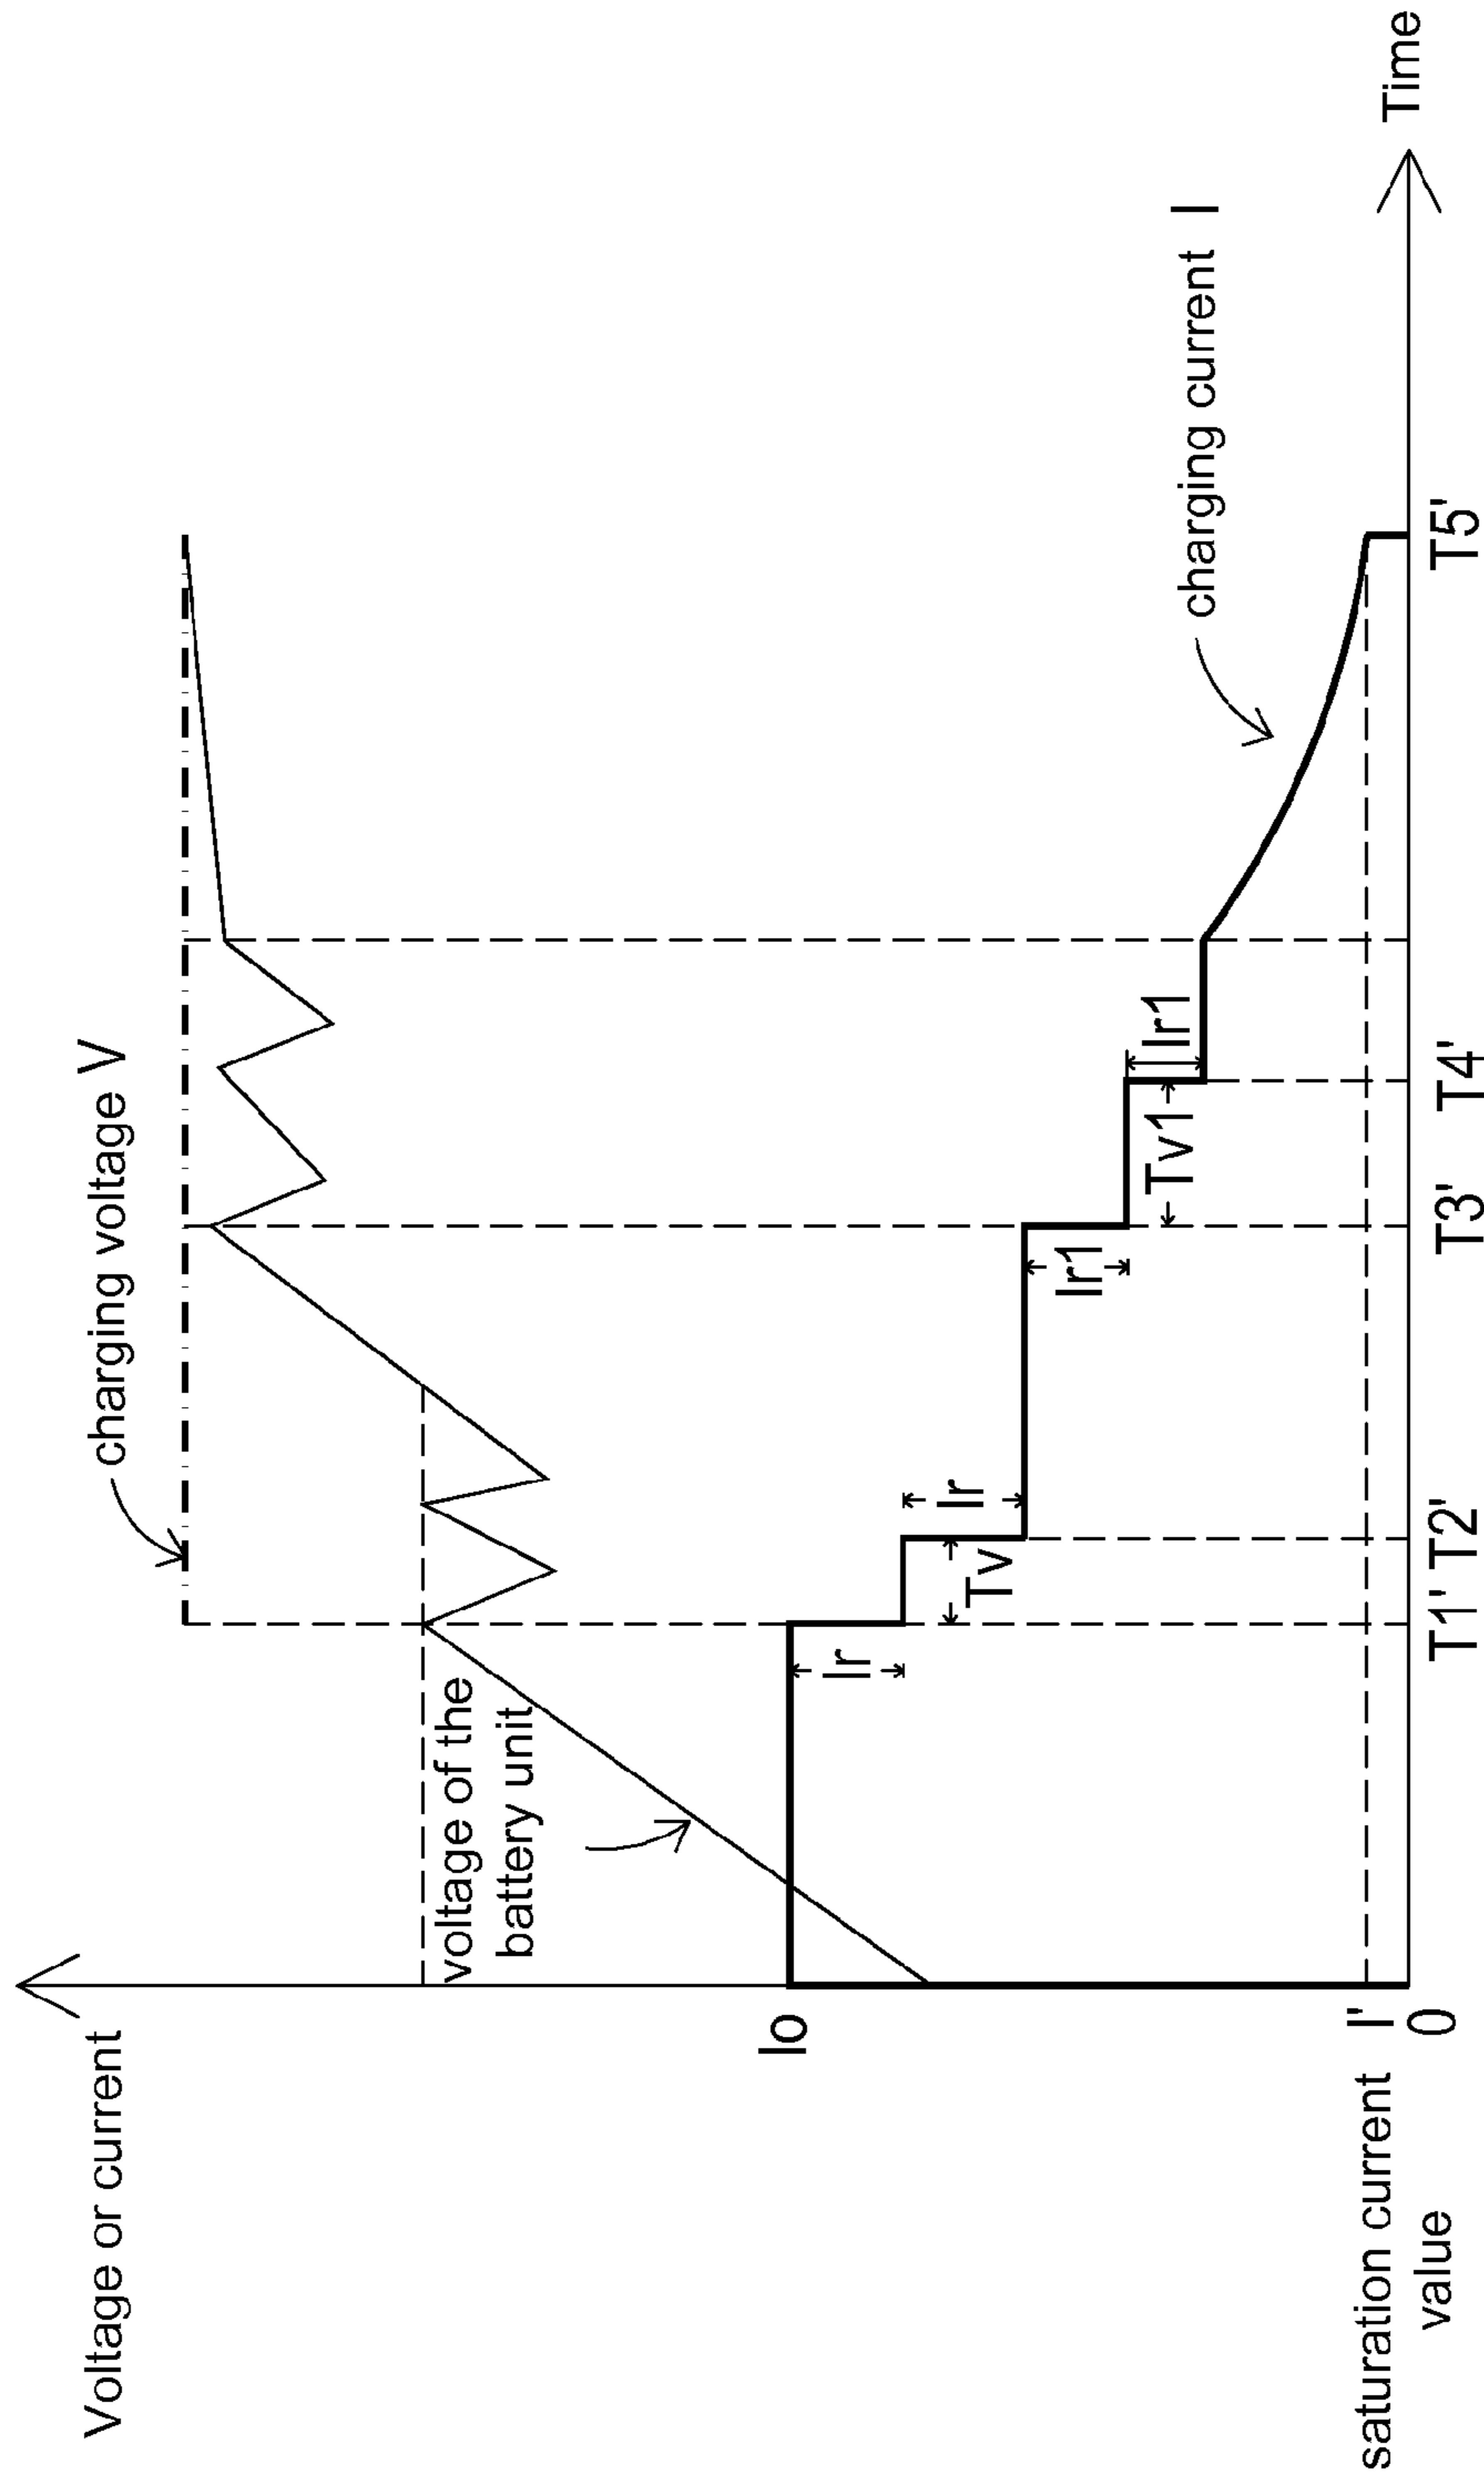 Voltage or current
charging voltage V
voltage of the
battery unit
charging current I
Io
Ir
Tv
Ir
Ir1
Tv1
Ir1
I'
saturation current
value
0
T1'
T2'
T3'
T4'
T5'
Time